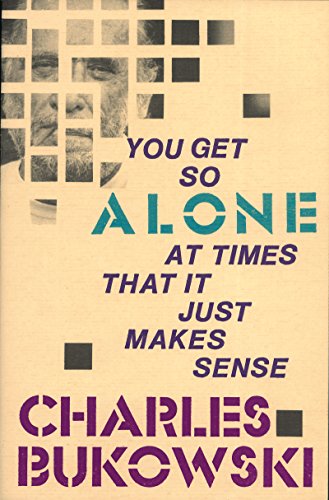 YOU GET
SO
ALONE
AT TIMES
THAT IT
JUST
MAKES
SENSE
CHARLES
BUKOWSKI